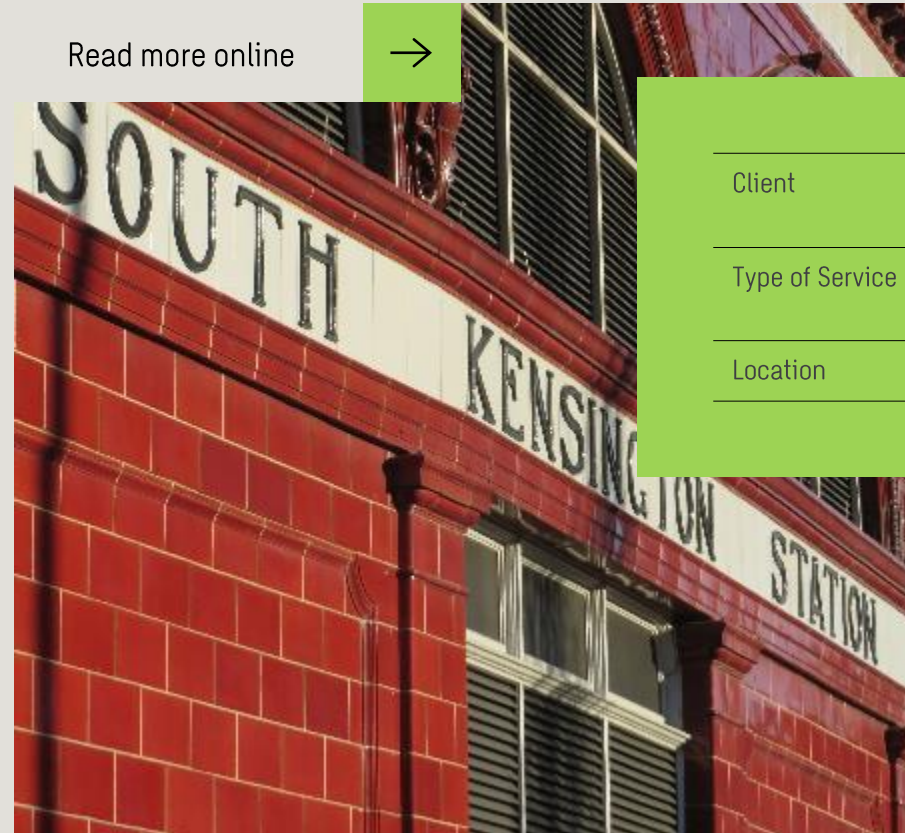 Read more online
Client
Type of Service
Location
SOUTH KENSINGTON STATION